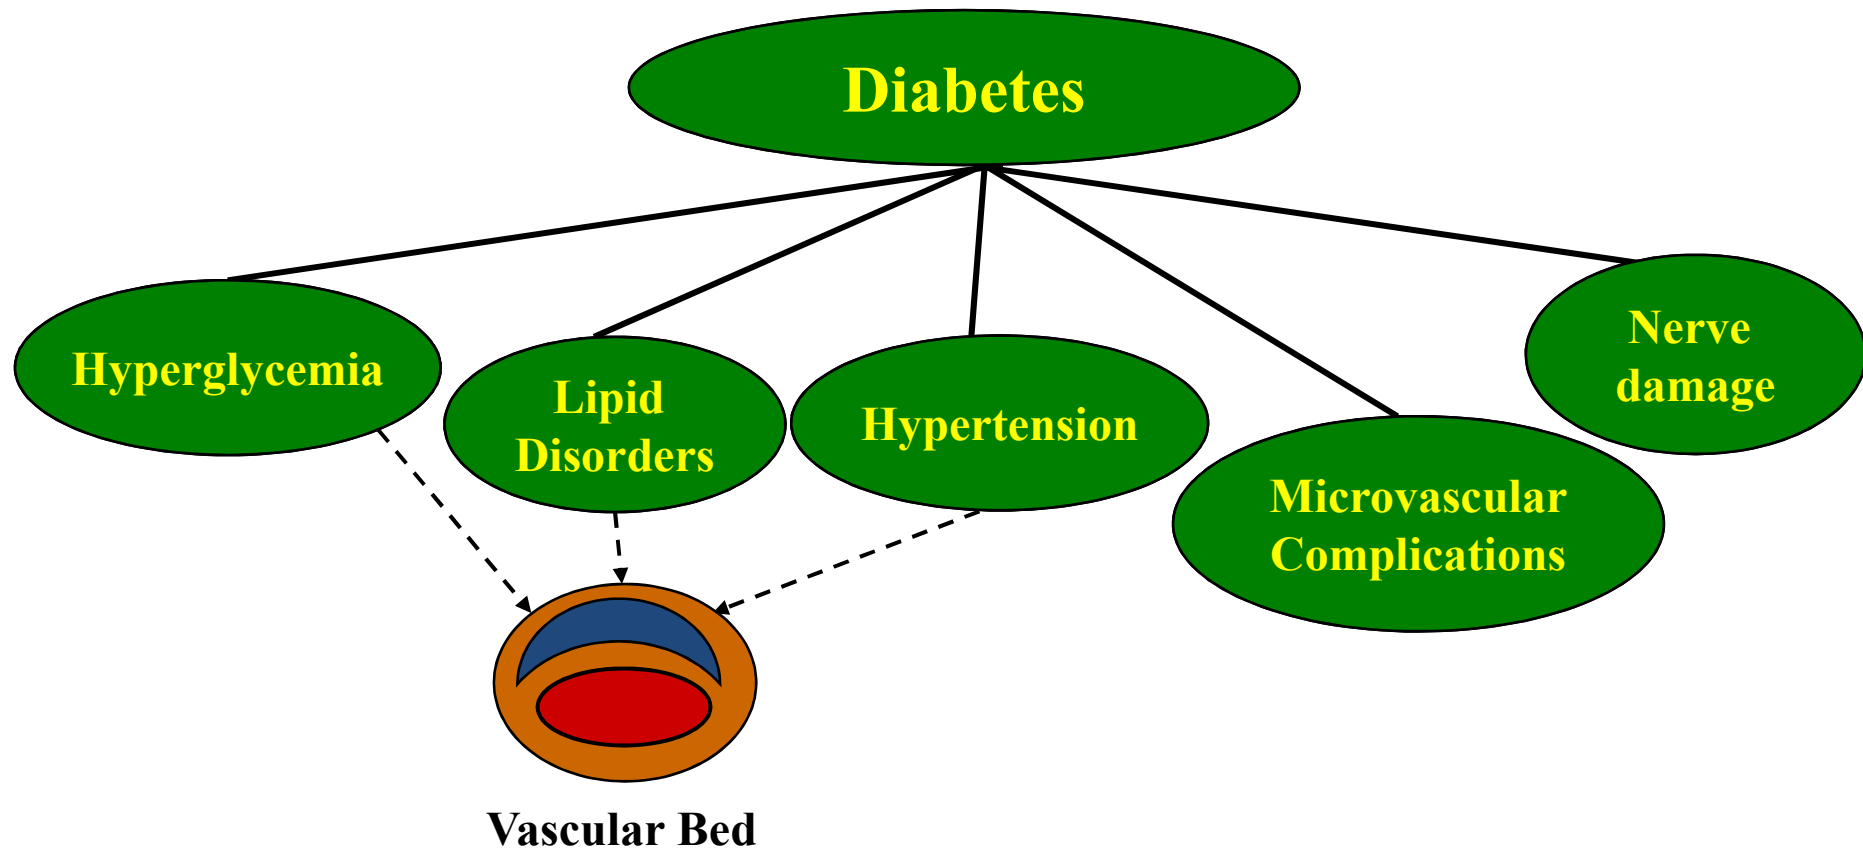 Diabetes
Hyperglycemia
Lipid
Disorders
Hypertension
Microvascular
Complications
Nerve
damage
Vascular Bed